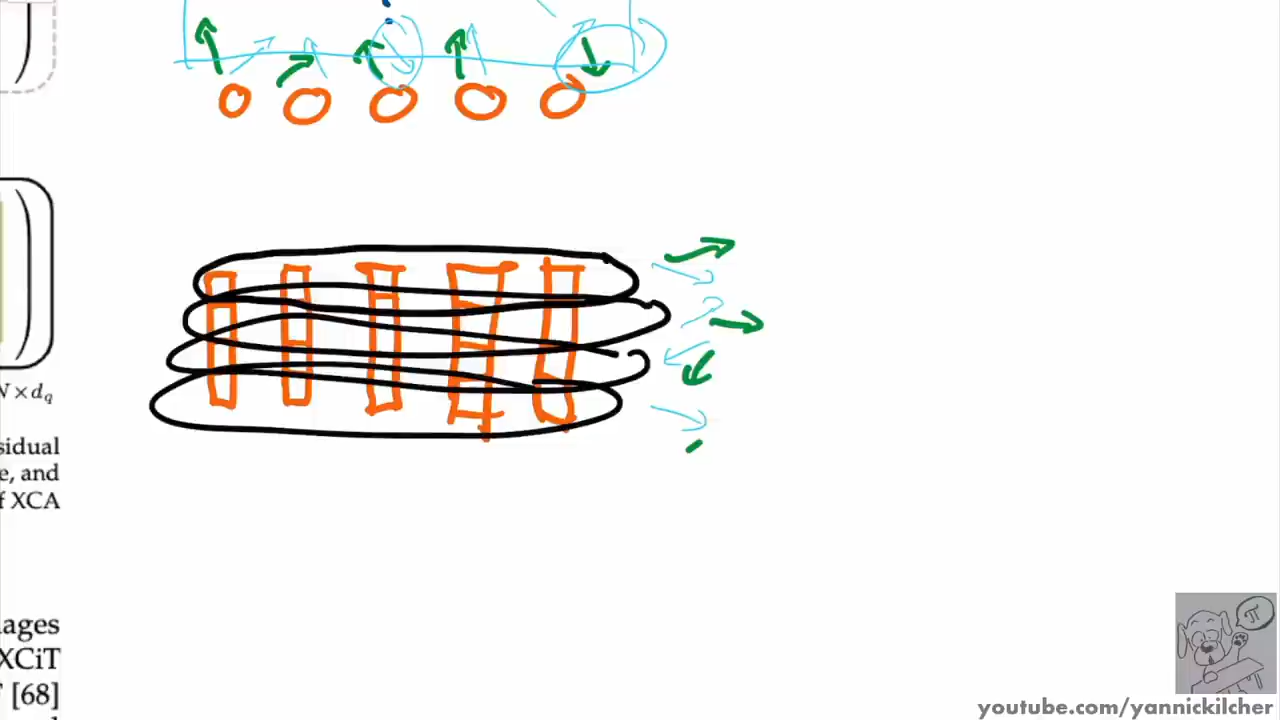 N × d_q
sidual
e, and
f XCA
ages
XCiT
[68]
π
youtube.com/yannickilcher